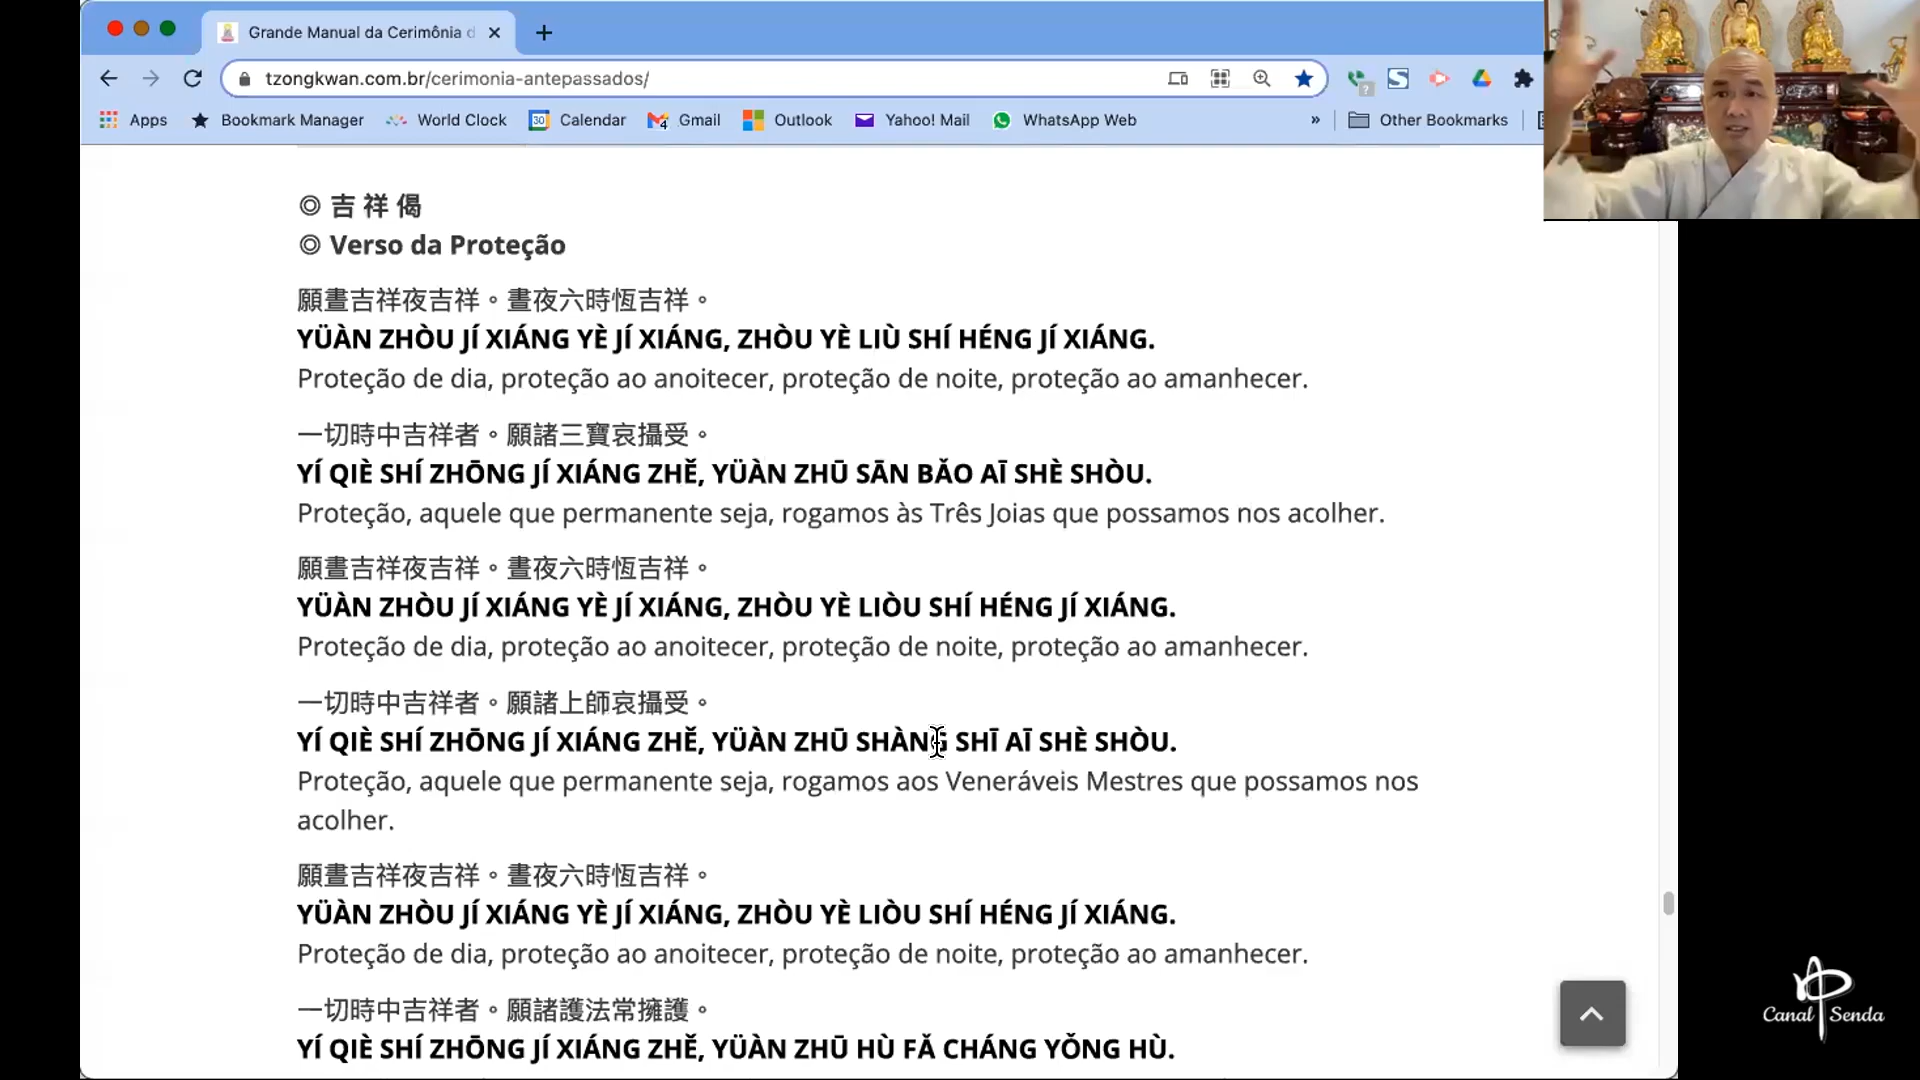 Grande Manual da Cerimônia d
tzongkwan.com.br/cerimonia-antepassados/
Apps Bookmark Manager World Clock 30 Calendar 4 Gmail Outlook Yahoo! Mail WhatsApp Web » Other Bookmarks
◎ 吉 祥 偈
◎ Verso da Proteção
願晝吉祥夜吉祥。晝夜六時恆吉祥。
YÜÀN ZHÒU JÍ XIÁNG YÈ JÍ XIÁNG, ZHÒU YÈ LIÙ SHÍ HÉNG JÍ XIÁNG.
Proteção de dia, proteção ao anoitecer, proteção de noite, proteção ao amanhecer.
一切時中吉祥者。願諸三寶哀攝受。
YÍ QIÈ SHÍ ZHŌNG JÍ XIÁNG ZHĚ, YÜÀN ZHŪ SĀN BǍO AĪ SHÈ SHÒU.
Proteção, aquele que permanente seja, rogamos às Três Joias que possamos nos acolher.
願晝吉祥夜吉祥。晝夜六時恆吉祥。
YÜÀN ZHÒU JÍ XIÁNG YÈ JÍ XIÁNG, ZHÒU YÈ LIÒU SHÍ HÉNG JÍ XIÁNG.
Proteção de dia, proteção ao anoitecer, proteção de noite, proteção ao amanhecer.
一切時中吉祥者。願諸上師哀攝受。
YÍ QIÈ SHÍ ZHŌNG JÍ XIÁNG ZHĚ, YÜÀN ZHŪ SHÀNG SHĪ AĪ SHÈ SHÒU.
Proteção, aquele que permanente seja, rogamos aos Veneráveis Mestres que possamos nos
acolher.
願晝吉祥夜吉祥。晝夜六時恆吉祥。
YÜÀN ZHÒU JÍ XIÁNG YÈ JÍ XIÁNG, ZHÒU YÈ LIÒU SHÍ HÉNG JÍ XIÁNG.
Proteção de dia, proteção ao anoitecer, proteção de noite, proteção ao amanhecer.
一切時中吉祥者。願諸護法常擁護。
YÍ QIÈ SHÍ ZHŌNG JÍ XIÁNG ZHĚ, YÜÀN ZHŪ HÙ FǍ CHÁNG YǑNG HÙ.
Canal Senda